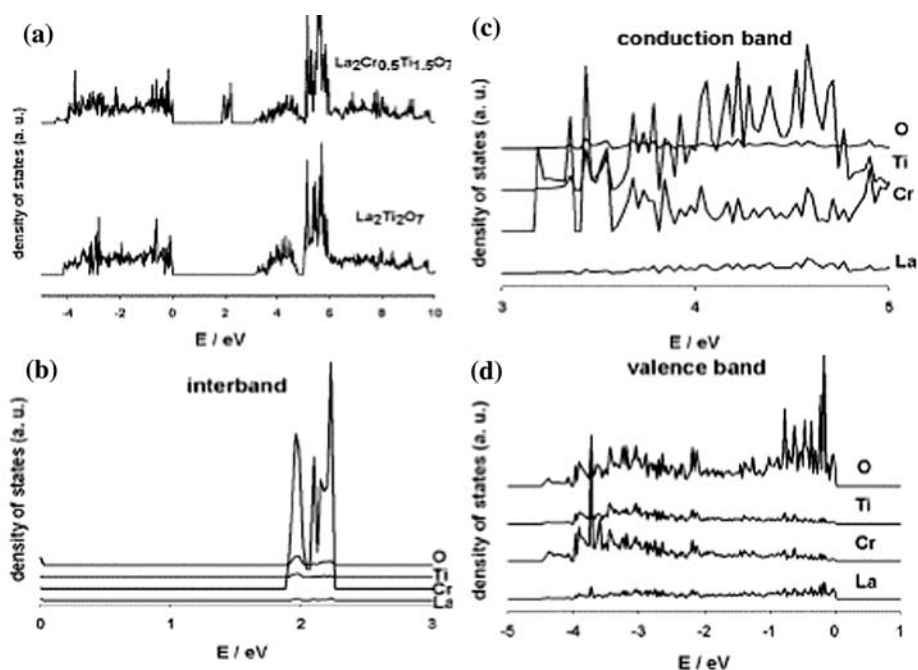 (a)
La2Cr0.5Ti1.5O7
La2Ti2O7
density of states (a. u.)
-4 -2 0 2 4 6 8 10
E / eV
(b)
interband
density of states (a. u.)
O
Ti
Cr
La
0 1 2 3
E / eV
(c)
conduction band
density of states (a. u.)
O
Ti
Cr
La
3 4 5
E / eV
(d)
valence band
density of states (a. u.)
O
Ti
Cr
La
-5 -4 -3 -2 -1 0 1
E / eV